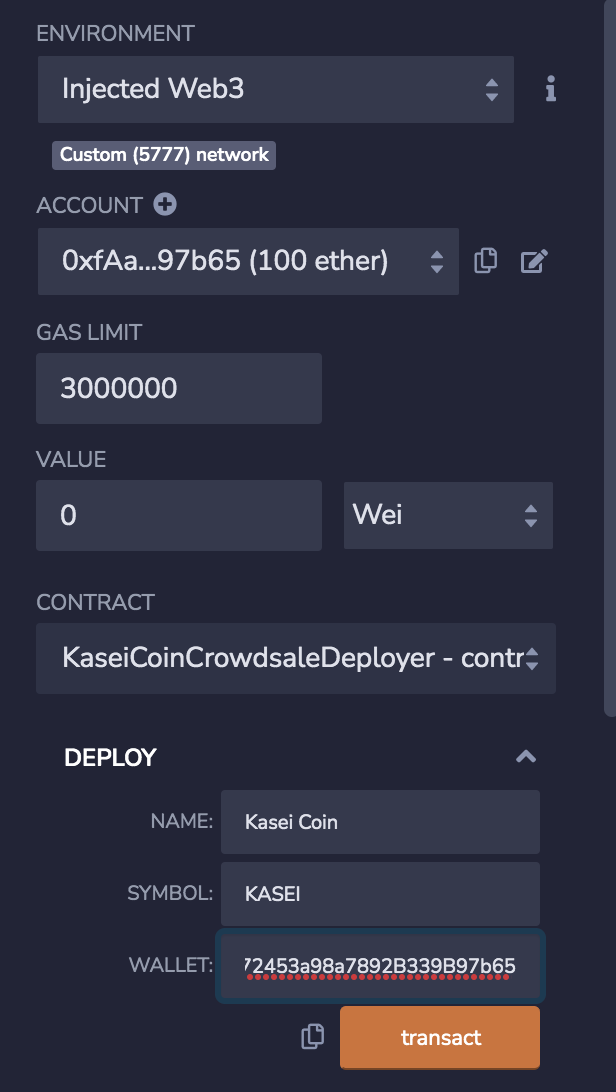 ENVIRONMENT
Injected Web3
Custom (5777) network
ACCOUNT
0xfAa...97b65 (100 ether)
GAS LIMIT
3000000
VALUE
0 Wei
CONTRACT
KaseiCoinCrowdsaleDeployer - contr
DEPLOY
NAME: Kasei Coin
SYMBOL: KASEI
WALLET: 72453a98a7892B339B97b65
transact